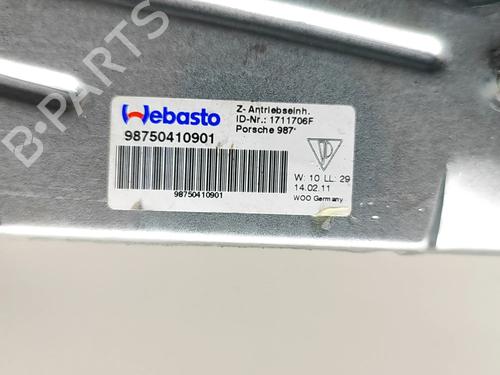 B-PARTS
Webasto
98750410901
98750410901
Z- Antriebseinh.
ID-Nr.: 1711706F
Porsche 987*
W: 10 LL: 29
14.02.11
WOO Germany